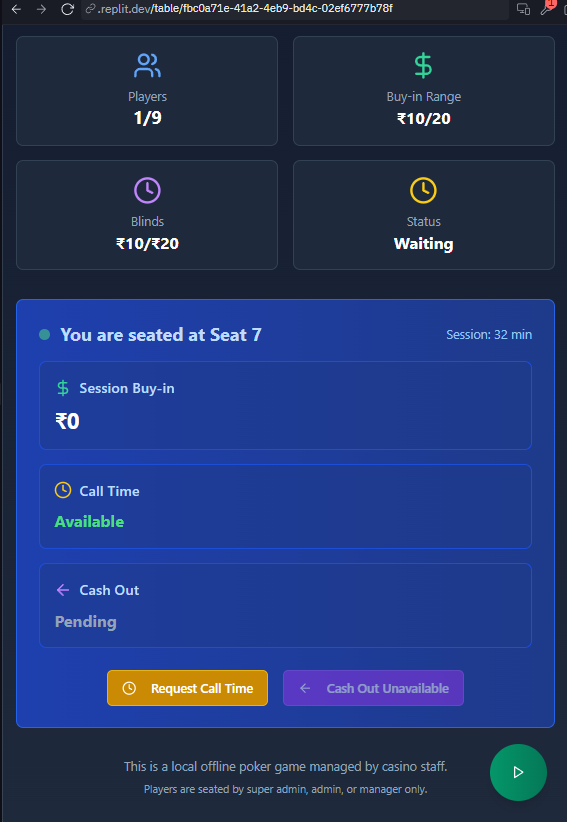 .replit.dev/table/fbc0a71e-41a2-4eb9-bd4c-02ef6777b78f
1
Players
1/9
Buy-in Range
₹10/20
Blinds
₹10/₹20
Status
Waiting
You are seated at Seat 7
Session: 32 min
Session Buy-in
₹0
Call Time
Available
Cash Out
Pending
Request Call Time
Cash Out Unavailable
This is a local offline poker game managed by casino staff.
Players are seated by super admin, admin, or manager only.